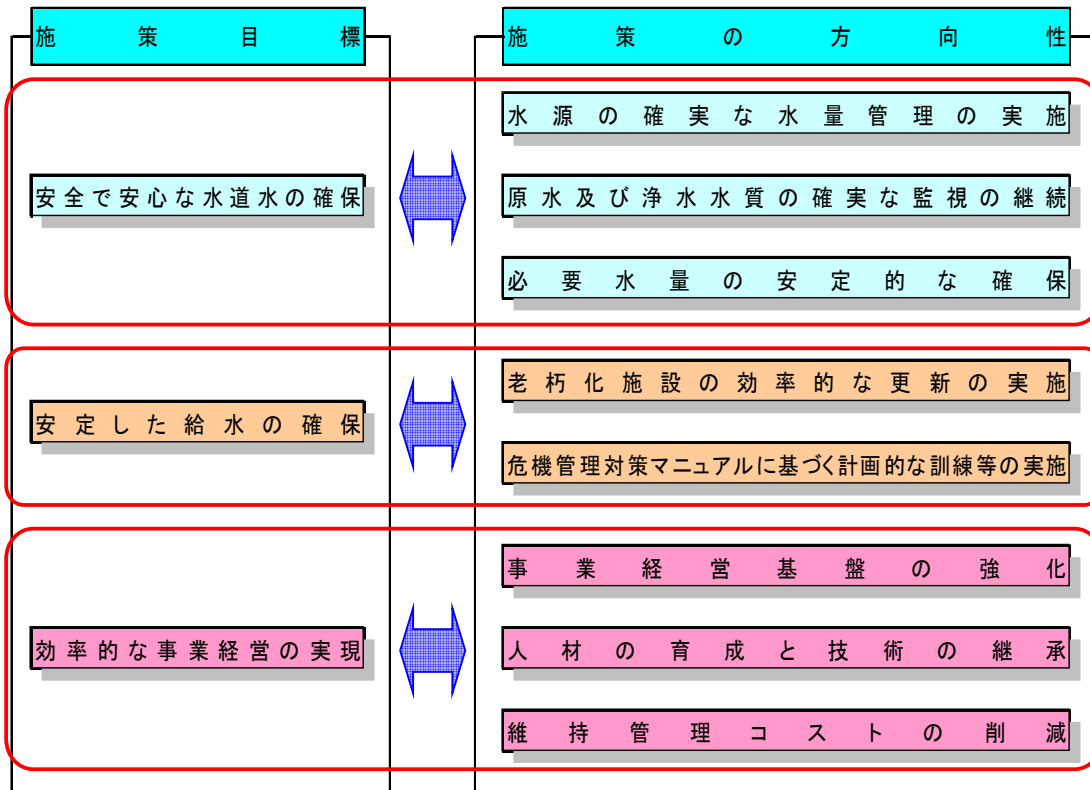 施策目標
施策の方向性
安全で安心な水道水の確保
水源の確実な水量管理の実施
原水及び浄水水質の確実な監視の継続
必要水量の安定的な確保
安定した給水の確保
老朽化施設の効率的な更新の実施
危機管理対策マニュアルに基づく計画的な訓練等の実施
効率的な事業経営の実現
事業経営基盤の強化
人材の育成と技術の継承
維持管理コストの削減